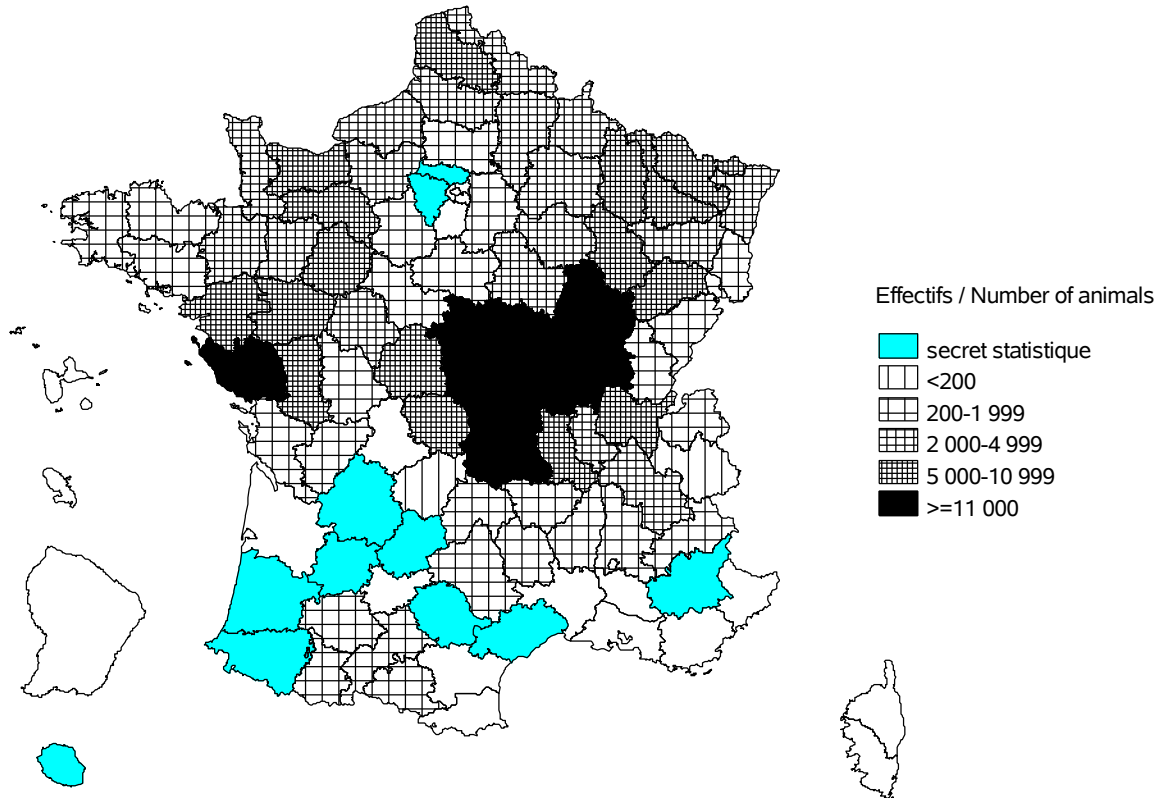 Effectifs / Number of animals
secret statistique
<200
200-1 999
2 000-4 999
5 000-10 999
>=11 000